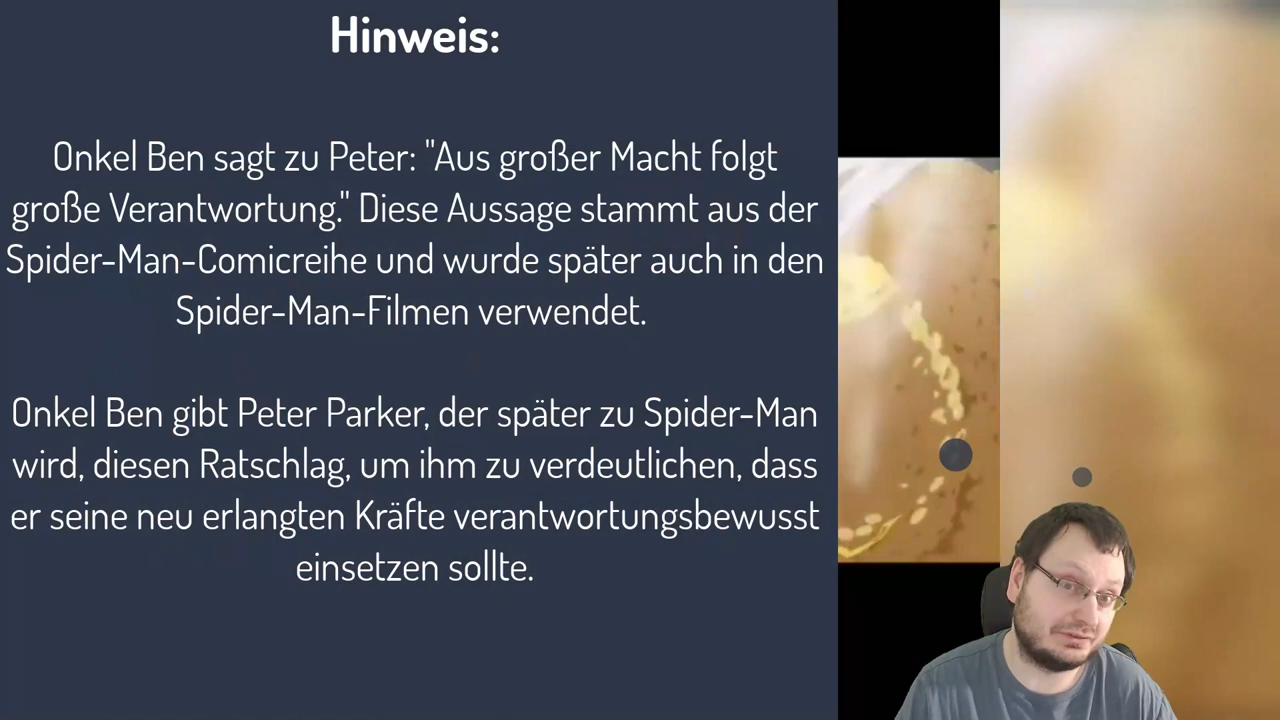 Hinweis:
Onkel Ben sagt zu Peter: "Aus großer Macht folgt
große Verantwortung." Diese Aussage stammt aus der
Spider-Man-Comicreihe und wurde später auch in den
Spider-Man-Filmen verwendet.
Onkel Ben gibt Peter Parker, der später zu Spider-Man
wird, diesen Ratschlag, um ihm zu verdeutlichen, dass
er seine neu erlangten Kräfte verantwortungsbewusst
einsetzen sollte.